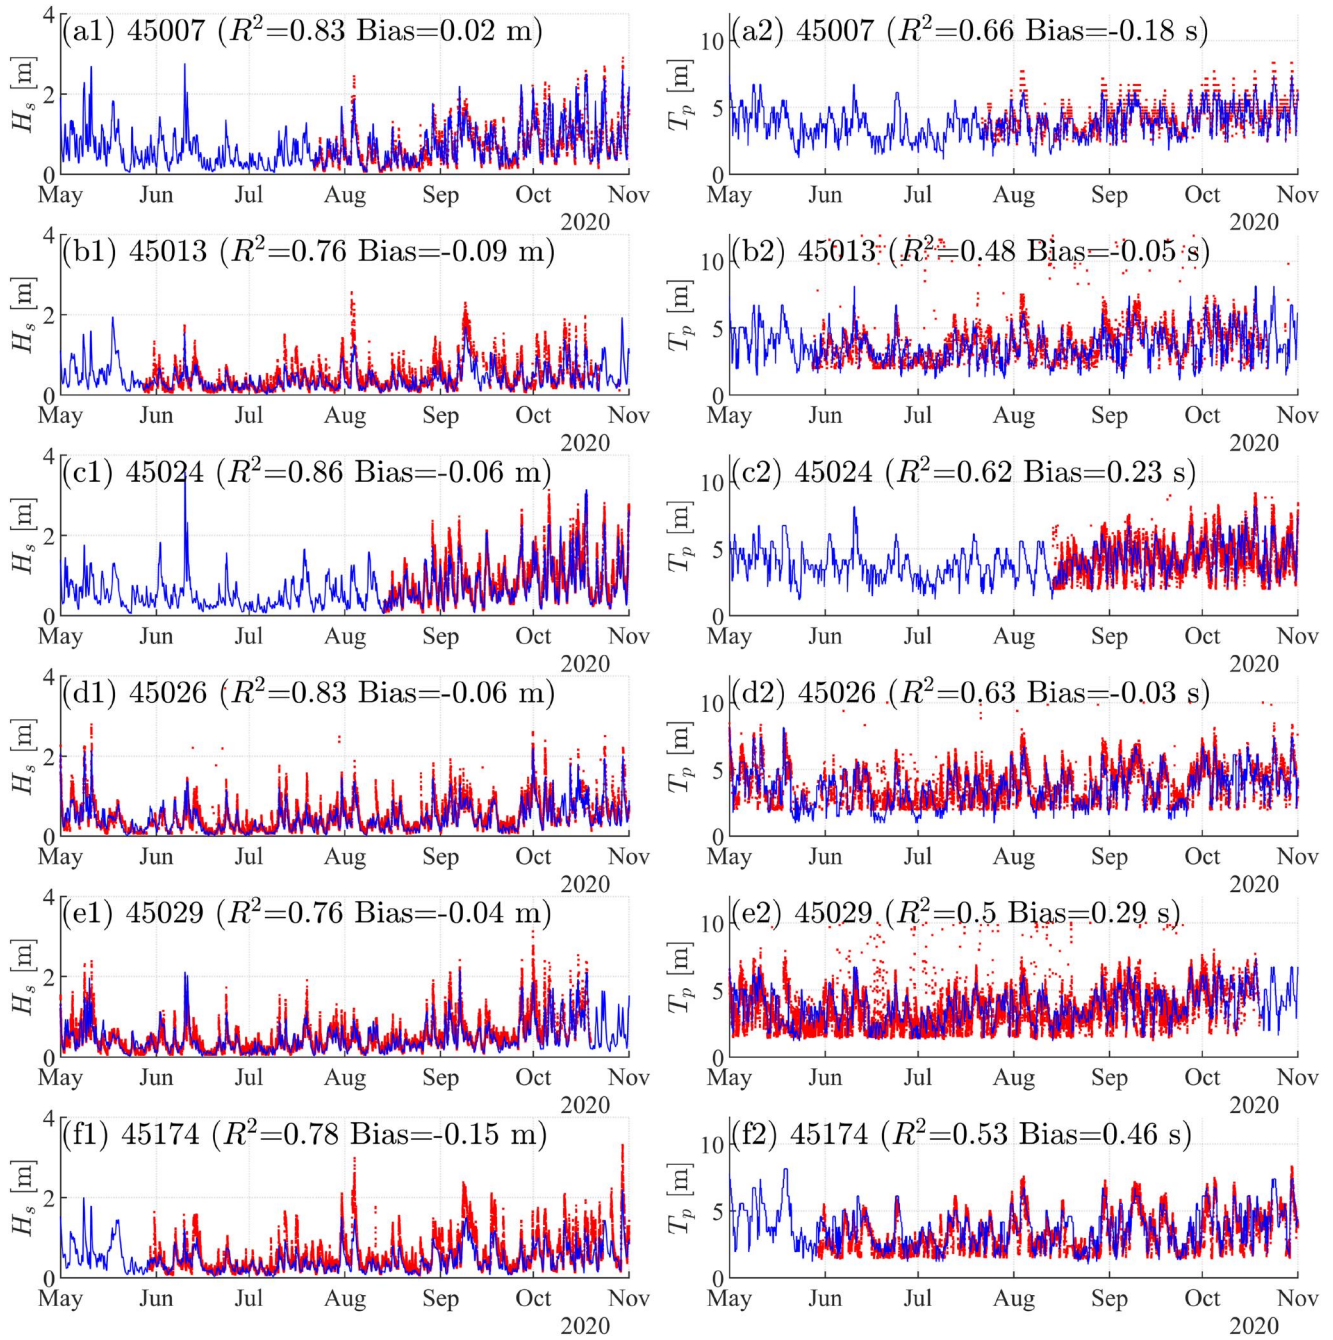 (a1) 45007 (R²=0.83 Bias=0.02 m)
H_s [m]
4
2
0
May Jun Jul Aug Sep Oct Nov
2020
(a2) 45007 (R²=0.66 Bias=-0.18 s)
T_p [m]
10
5
0
May Jun Jul Aug Sep Oct Nov
2020
(b1) 45013 (R²=0.76 Bias=-0.09 m)
H_s [m]
4
2
0
May Jun Jul Aug Sep Oct Nov
2020
(b2) 45013 (R²=0.48 Bias=-0.05 s)
T_p [m]
10
5
0
May Jun Jul Aug Sep Oct Nov
2020
(c1) 45024 (R²=0.86 Bias=-0.06 m)
H_s [m]
4
2
0
May Jun Jul Aug Sep Oct Nov
2020
(c2) 45024 (R²=0.62 Bias=0.23 s)
T_p [m]
10
5
0
May Jun Jul Aug Sep Oct Nov
2020
(d1) 45026 (R²=0.83 Bias=-0.06 m)
H_s [m]
4
2
0
May Jun Jul Aug Sep Oct Nov
2020
(d2) 45026 (R²=0.63 Bias=-0.03 s)
T_p [m]
10
5
0
May Jun Jul Aug Sep Oct Nov
2020
(e1) 45029 (R²=0.76 Bias=-0.04 m)
H_s [m]
4
2
0
May Jun Jul Aug Sep Oct Nov
2020
(e2) 45029 (R²=0.5 Bias=0.29 s)
T_p [m]
10
5
0
May Jun Jul Aug Sep Oct Nov
2020
(f1) 45174 (R²=0.78 Bias=-0.15 m)
H_s [m]
4
2
0
May Jun Jul Aug Sep Oct Nov
2020
(f2) 45174 (R²=0.53 Bias=0.46 s)
T_p [m]
10
5
0
May Jun Jul Aug Sep Oct Nov
2020